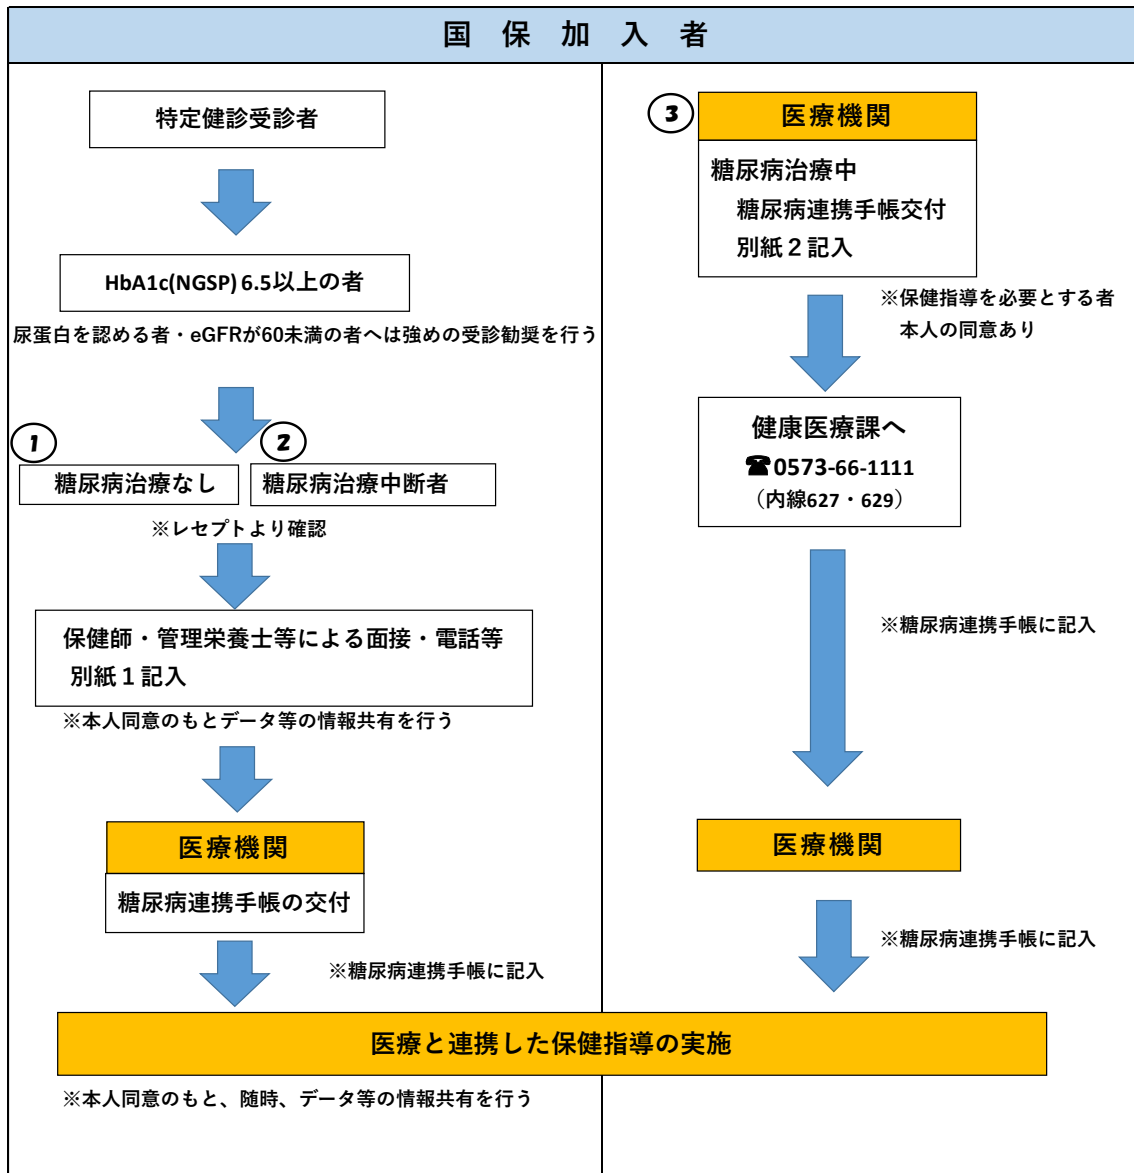 国保加入者
特定健診受診者
HbA1c(NGSP) 6.5以上の者
尿蛋白を認める者・eGFRが60未満の者へは強めの受診勧奨を行う
1
糖尿病治療なし
2
糖尿病治療中断者
※レセプトより確認
保健師・管理栄養士等による面接・電話等
別紙１記入
※本人同意のもとデータ等の情報共有を行う
医療機関
糖尿病連携手帳の交付
※糖尿病連携手帳に記入
3
医療機関
糖尿病治療中
糖尿病連携手帳交付
別紙２記入
※保健指導を必要とする者
本人の同意あり
健康医療課へ
☎0573-66-1111
（内線627・629）
※糖尿病連携手帳に記入
医療機関
※糖尿病連携手帳に記入
医療と連携した保健指導の実施
※本人同意のもと、随時、データ等の情報共有を行う